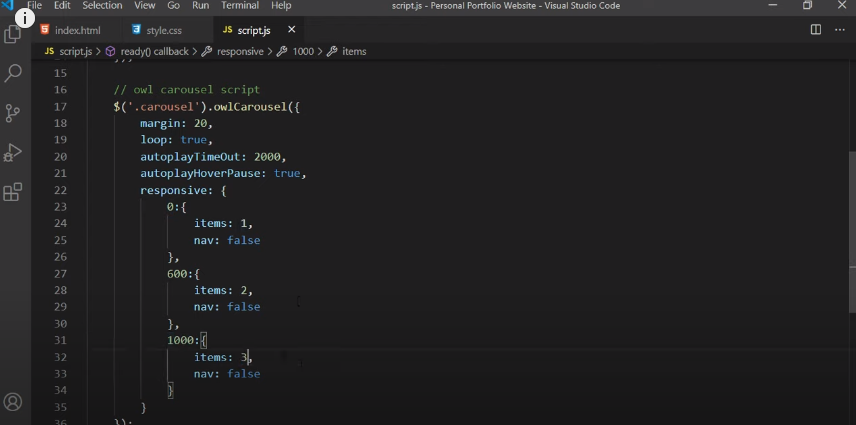 File Edit Selection View Go Run Terminal Help script.js - Personal Portfolio Website - Visual Studio Code
index.html style.css JS script.js
JS script.js > ready() callback > responsive > 1000 > items
15
16 // owl carousel script
17 $('.carousel').owlCarousel({
18 margin: 20,
19 loop: true,
20 autoplayTimeOut: 2000,
21 autoplayHoverPause: true,
22 responsive: {
23 0:{
24 items: 1,
25 nav: false
26 },
27 600:{
28 items: 2,
29 nav: false
30 },
31 1000:{
32 items: 3,
33 nav: false
34 }
35 }
36 });